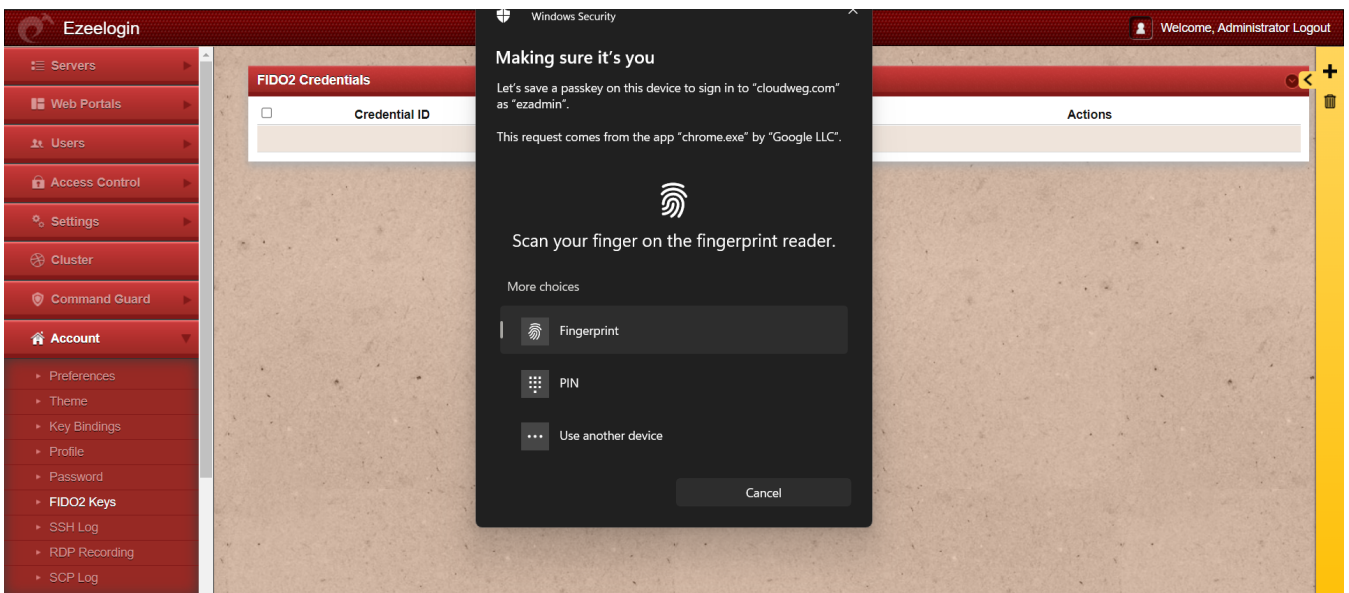 Ezeelogin
Welcome, Administrator Logout
Servers
Web Portals
Users
Access Control
Settings
Cluster
Command Guard
Account
Preferences
Theme
Key Bindings
Profile
Password
FIDO2 Keys
SSH Log
RDP Recording
SCP Log
FIDO2 Credentials
Credential ID
Actions
Windows Security
Making sure it's you
Let's save a passkey on this device to sign in to "cloudweg.com"
as "ezadmin".
This request comes from the app "chrome.exe" by "Google LLC".
Scan your finger on the fingerprint reader.
More choices
Fingerprint
PIN
Use another device
Cancel